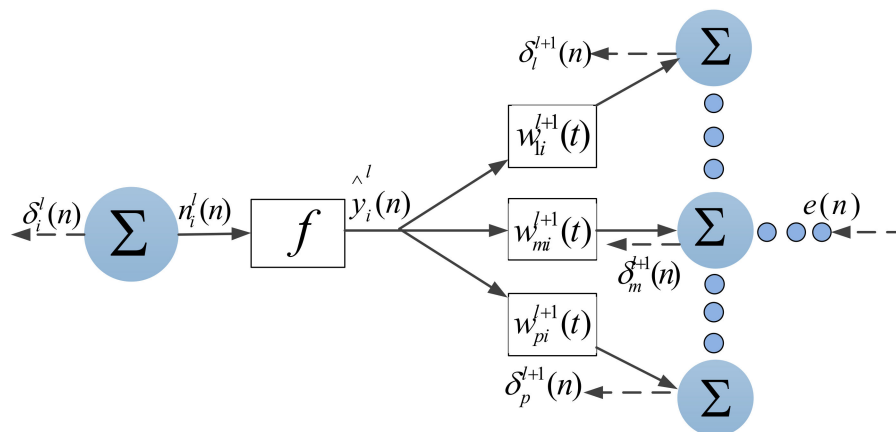 δ_l^{l+1}(n)
Σ
w_{1i}^{l+1}(t)
δ_i^l(n)
Σ
n_i^l(n)
f
ŷ_i^l(n)
w_{mi}^{l+1}(t)
Σ
e(n)
δ_m^{l+1}(n)
w_{pi}^{l+1}(t)
δ_p^{l+1}(n)
Σ